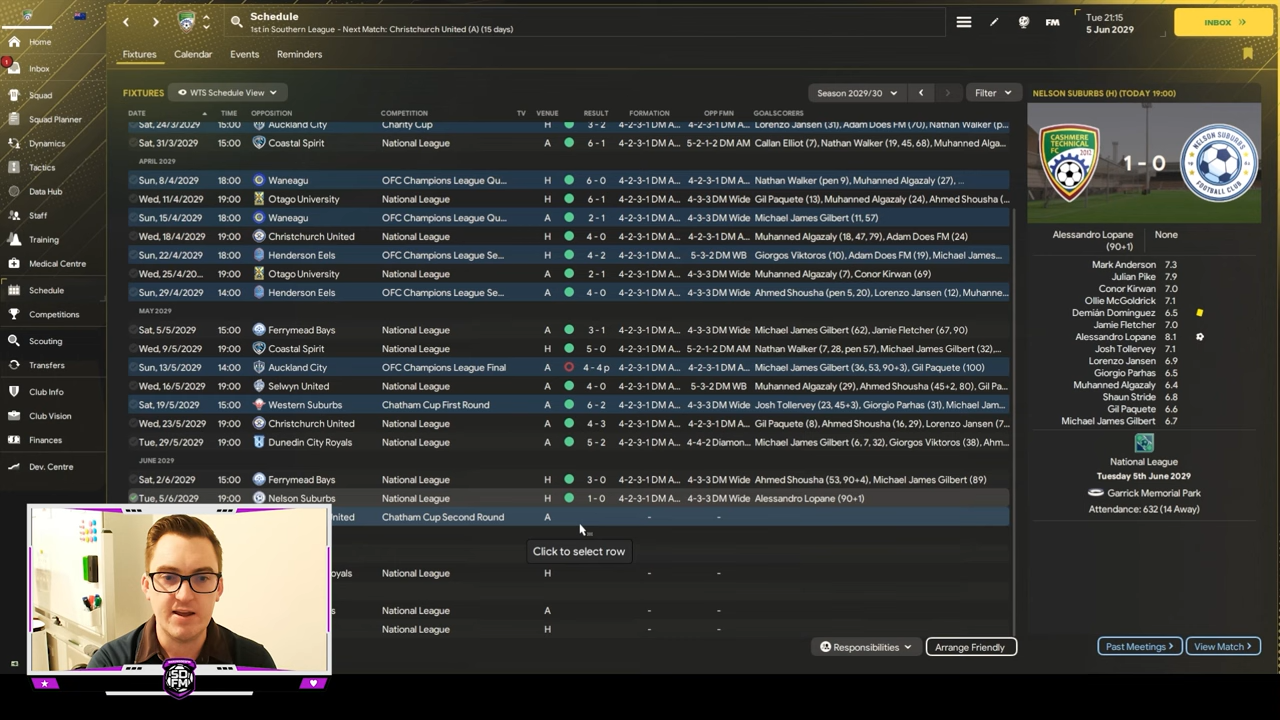 Schedule
1st in Southern League - Next Match: Christchurch United (A) (15 days)
FM
Tue 21:15
5 Jun 2029
INBOX
Home
1
Inbox
Squad
Squad Planner
Dynamics
Tactics
Data Hub
Staff
Training
Medical Centre
Schedule
Competitions
Scouting
Transfers
Club Info
Club Vision
Finances
Dev. Centre
Fixtures Calendar Events Reminders
FIXTURES WTS Schedule View Season 2029/30 Filter
DATE TIME OPPOSITION COMPETITION TV VENUE RESULT FORMATION OPP FMN GOALSCORERS
Sat, 24/3/2029 15:00 Auckland City Charity Cup H 3 - 2 4-2-3-1 DM A... 4-2-3-1 DM A... Lorenzo Jansen (31), Adam Does FM (70), Nathan Walker (p...
Sat, 31/3/2029 15:00 Coastal Spirit National League H 6 - 1 4-2-3-1 DM A... 5-2-1-2 DM AM Callan Elliot (7), Nathan Walker (19, 45, 68), Muhanned Alga...
APRIL 2029
Sun, 8/4/2029 18:00 Waneagu OFC Champions League Qu... H 6 - 0 4-2-3-1 DM A... 4-2-3-1 DM A... Nathan Walker (pen 9), Muhanned Algazaly (27), ...
Wed, 11/4/2029 19:00 Otago University National League H 6 - 1 4-2-3-1 DM A... 4-3-3 DM Wide Gil Paquete (13), Muhanned Algazaly (24), Ahmed Shousha (...
Sun, 15/4/2029 18:00 Waneagu OFC Champions League Qu... A 2 - 1 4-2-3-1 DM A... 4-2-3-1 DM A... Michael James Gilbert (11, 57)
Wed, 18/4/2029 19:00 Christchurch United National League H 4 - 0 4-2-3-1 DM A... 4-2-3-1 DM A... Muhanned Algazaly (18, 47, 79), Adam Does FM (24)
Sun, 22/4/2029 18:00 Henderson Eels OFC Champions League Se... H 4 - 2 4-2-3-1 DM A... 5-3-2 DM WB Giorgos Viktoros (10), Adam Does FM (19), Michael James...
Wed, 25/4/20... 19:00 Otago University National League A 2 - 1 4-2-3-1 DM A... 4-3-3 DM Wide Muhanned Algazaly (7), Conor Kirwan (69)
Sun, 29/4/2029 14:00 Henderson Eels OFC Champions League Se... A 4 - 0 4-2-3-1 DM A... 4-3-3 DM Wide Ahmed Shousha (pen 5, 20), Lorenzo Jansen (12), Muhanne...
MAY 2029
Sat, 5/5/2029 15:00 Ferrymead Bays National League A 3 - 1 4-2-3-1 DM A... 4-3-3 DM Wide Michael James Gilbert (62), Jamie Fletcher (67, 90)
Wed, 9/5/2029 19:00 Coastal Spirit National League A 5 - 0 4-2-3-1 DM A... 5-2-1-2 DM AM Nathan Walker (7, 28, pen 57), Michael James Gilbert (32),...
Sun, 13/5/2029 14:00 Auckland City OFC Champions League Final A 4 - 4 p 4-2-3-1 DM A... 4-2-3-1 DM A... Michael James Gilbert (36, 53, 90+3), Gil Paquete (100)
Wed, 16/5/2029 19:00 Selwyn United National League A 4 - 0 4-2-3-1 DM A... 5-3-2 DM WB Muhanned Algazaly (29), Ahmed Shousha (45+2, 80), Gil Pa...
Sat, 19/5/2029 15:00 Western Suburbs Chatham Cup First Round A 6 - 2 4-2-3-1 DM A... 4-3-3 DM Wide Josh Tollervey (23, 45+3), Giorgio Parhas (31), Michael Jam...
Wed, 23/5/2029 19:00 Christchurch United National League A 4 - 3 4-2-3-1 DM A... 4-3-3 DM Wide Gil Paquete (8), Ahmed Shousha (16, 29), Lorenzo Jansen (7...
Tue, 29/5/2029 19:00 Dunedin City Royals National League A 5 - 2 4-2-3-1 DM A... 4-4-2 Diamon... Michael James Gilbert (6, 7, 32), Giorgos Viktoros (38), Ahm...
JUNE 2029
Sat, 2/6/2029 15:00 Ferrymead Bays National League H 3 - 0 4-2-3-1 DM A... 4-3-3 DM Wide Ahmed Shousha (53, 90+4), Michael James Gilbert (89)
Tue, 5/6/2029 19:00 Nelson Suburbs National League H 1 - 0 4-2-3-1 DM A... 4-3-3 DM Wide Alessandro Lopane (90+1)
nited Chatham Cup Second Round A - -
Click to select row
oyals National League H - -
s National League A - -
National League H - -
Responsibilities Arrange Friendly
NELSON SUBURBS (H) (TODAY 19:00)
CASHMERE TECHNICAL FC 2012
1 - 0
NELSON SUBURBS
FOOTBALL CLUB
Alessandro Lopane (90+1) None
Mark Anderson 7.3
Julian Pike 7.9
Conor Kirwan 7.0
Ollie McGoldrick 7.1
Demián Domínguez 6.5
Jamie Fletcher 7.0
Alessandro Lopane 8.1
Josh Tollervey 7.1
Lorenzo Jansen 6.9
Giorgio Parhas 6.5
Muhanned Algazaly 6.4
Shaun Stride 6.8
Gil Paquete 6.6
Michael James Gilbert 6.7
National League
Tuesday 5th June 2029
Garrick Memorial Park
Attendance: 632 (14 Away)
Past Meetings View Match
SD
FM